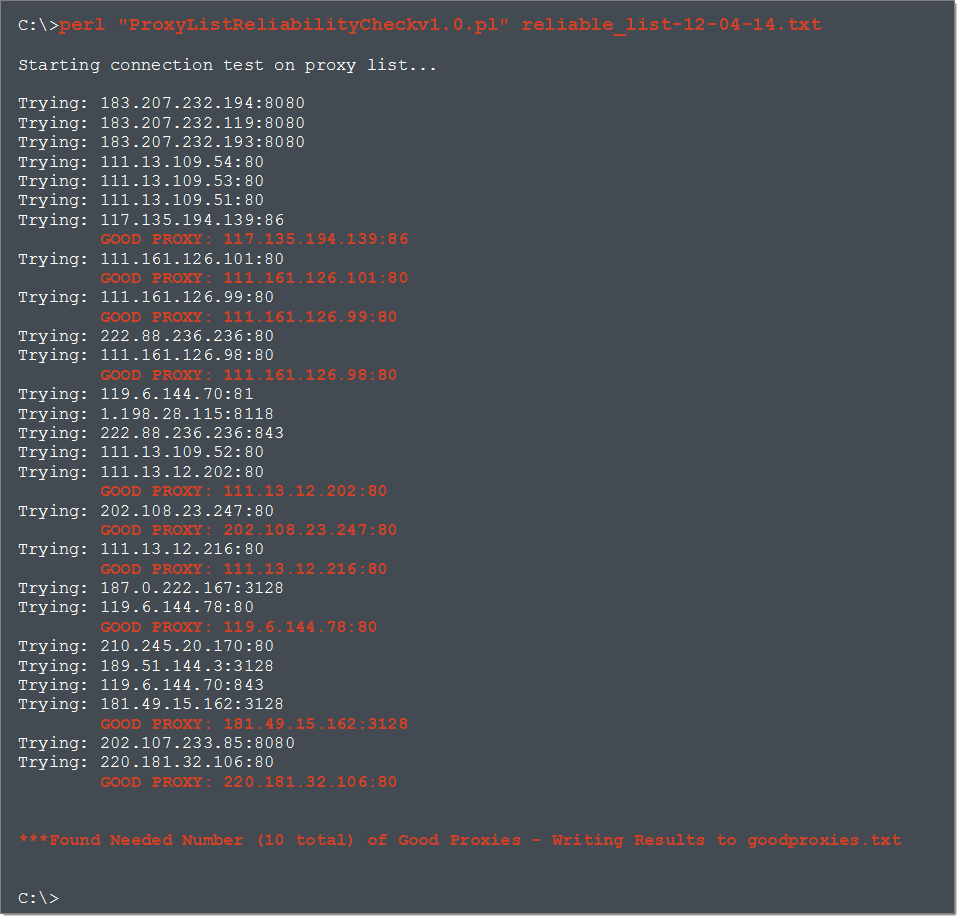 C:\>perl "ProxyListReliabilityCheckv1.0.pl" reliable_list-12-04-14.txt
Starting connection test on proxy list...
Trying: 183.207.232.194:8080
Trying: 183.207.232.119:8080
Trying: 183.207.232.193:8080
Trying: 111.13.109.54:80
Trying: 111.13.109.53:80
Trying: 111.13.109.51:80
Trying: 117.135.194.139:86
GOOD PROXY: 117.135.194.139:86
Trying: 111.161.126.101:80
GOOD PROXY: 111.161.126.101:80
Trying: 111.161.126.99:80
GOOD PROXY: 111.161.126.99:80
Trying: 222.88.236.236:80
Trying: 111.161.126.98:80
GOOD PROXY: 111.161.126.98:80
Trying: 119.6.144.70:81
Trying: 1.198.28.115:8118
Trying: 222.88.236.236:843
Trying: 111.13.109.52:80
Trying: 111.13.12.202:80
GOOD PROXY: 111.13.12.202:80
Trying: 202.108.23.247:80
GOOD PROXY: 202.108.23.247:80
Trying: 111.13.12.216:80
GOOD PROXY: 111.13.12.216:80
Trying: 187.0.222.167:3128
Trying: 119.6.144.78:80
GOOD PROXY: 119.6.144.78:80
Trying: 210.245.20.170:80
Trying: 189.51.144.3:3128
Trying: 119.6.144.70:843
Trying: 181.49.15.162:3128
GOOD PROXY: 181.49.15.162:3128
Trying: 202.107.233.85:8080
Trying: 220.181.32.106:80
GOOD PROXY: 220.181.32.106:80
***Found Needed Number (10 total) of Good Proxies - Writing Results to goodproxies.txt
C:\>